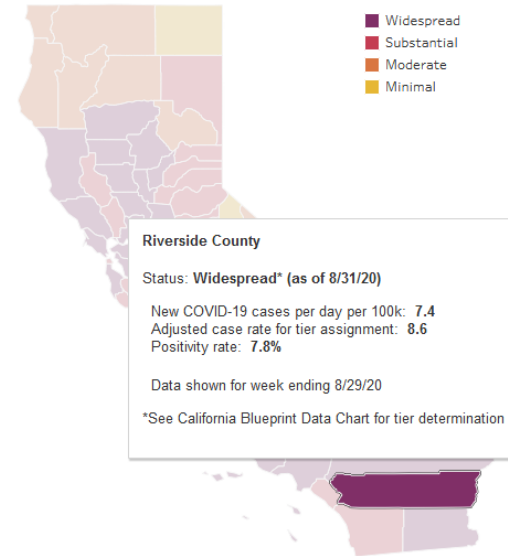 Widespread
Substantial
Moderate
Minimal
Riverside County
Status: Widespread* (as of 8/31/20)
New COVID-19 cases per day per 100k: 7.4
Adjusted case rate for tier assignment: 8.6
Positivity rate: 7.8%
Data shown for week ending 8/29/20
*See California Blueprint Data Chart for tier determination